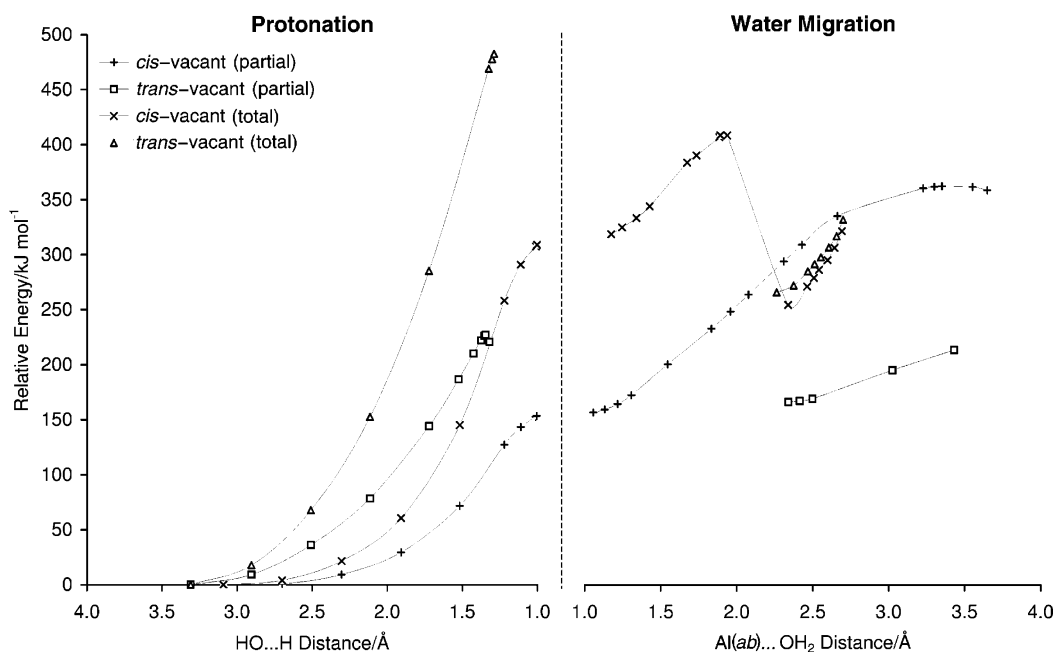 Protonation
Water Migration
500
450
400
350
300
250
200
150
100
50
0
Relative Energy/kJ mol⁻¹
cis–vacant (partial)
trans–vacant (partial)
cis–vacant (total)
trans–vacant (total)
4.0 3.0 2.5 2.0 1.5 1.0
1.0 1.5 2.0 2.5 3.0 3.5 4.0
HO...H Distance/Å
Al(ab)... OH₂ Distance/Å